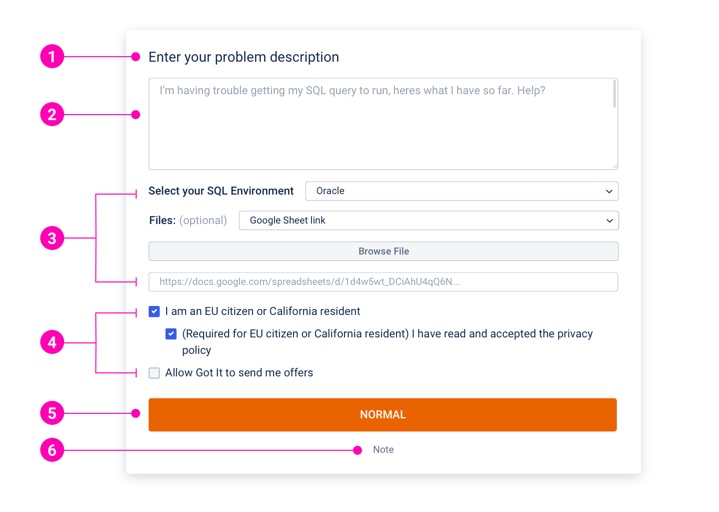 1
Enter your problem description
2
I'm having trouble getting my SQL query to run, heres what I have so far. Help?
Select your SQL Environment Oracle
3
Files: (optional) Google Sheet link
Browse File
https://docs.google.com/spreadsheets/d/1d4w5wt_DCiAhU4qQ6N...
4
I am an EU citizen or California resident
(Required for EU citizen or California resident) I have read and accepted the privacy
policy
Allow Got It to send me offers
5
NORMAL
6
Note